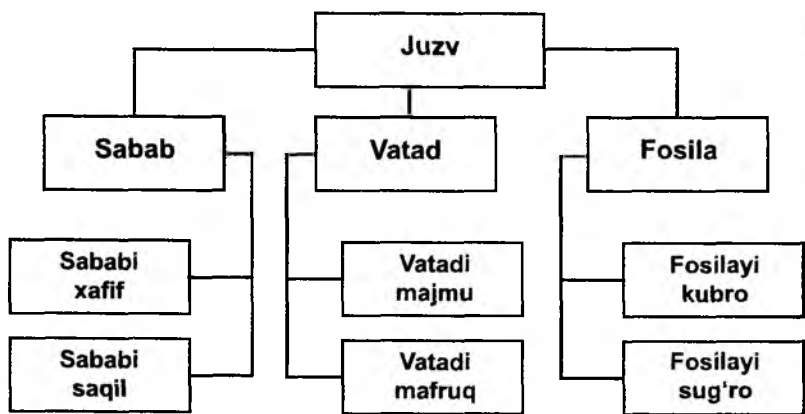 Juzv
Sabab
Vatad
Fosila
Sababi
xafif
Vatadi
majmu
Fosilayi
kubro
Sababi
saqil
Vatadi
mafruq
Fosilayi
sug‘ro